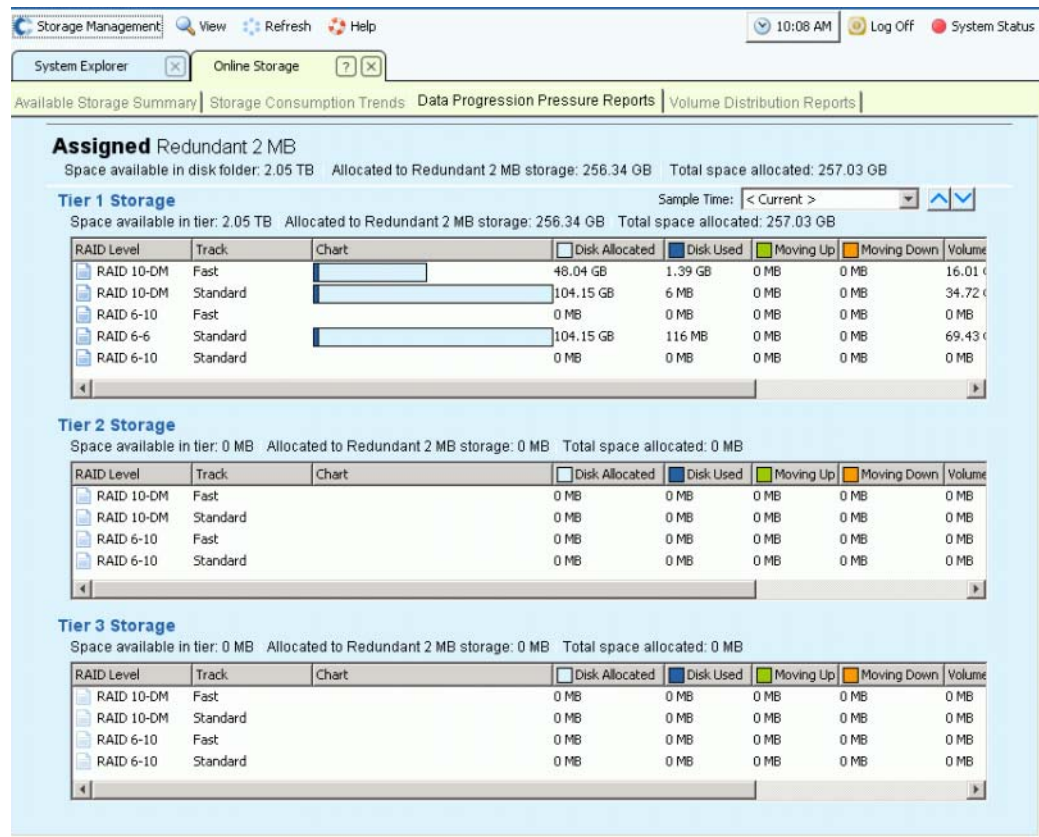 Storage Management View Refresh Help 10:08 AM Log Off System Status
System Explorer Online Storage ?
Available Storage Summary Storage Consumption Trends Data Progression Pressure Reports Volume Distribution Reports
Assigned Redundant 2 MB
Space available in disk folder: 2.05 TB Allocated to Redundant 2 MB storage: 256.34 GB Total space allocated: 257.03 GB
Tier 1 Storage Sample Time: < Current >
Space available in tier: 2.05 TB Allocated to Redundant 2 MB storage: 256.34 GB Total space allocated: 257.03 GB
RAID Level Track Chart Disk Allocated Disk Used Moving Up Moving Down Volume
RAID 10-DM Fast 48.04 GB 1.39 GB 0 MB 0 MB 16.01
RAID 10-DM Standard 104.15 GB 6 MB 0 MB 0 MB 34.72
RAID 6-10 Fast 0 MB 0 MB 0 MB 0 MB 0 MB
RAID 6-6 Standard 104.15 GB 116 MB 0 MB 0 MB 69.43
RAID 6-10 Standard 0 MB 0 MB 0 MB 0 MB 0 MB
Tier 2 Storage
Space available in tier: 0 MB Allocated to Redundant 2 MB storage: 0 MB Total space allocated: 0 MB
RAID Level Track Chart Disk Allocated Disk Used Moving Up Moving Down Volume
RAID 10-DM Fast 0 MB 0 MB 0 MB 0 MB 0 MB
RAID 10-DM Standard 0 MB 0 MB 0 MB 0 MB 0 MB
RAID 6-10 Fast 0 MB 0 MB 0 MB 0 MB 0 MB
RAID 6-10 Standard 0 MB 0 MB 0 MB 0 MB 0 MB
Tier 3 Storage
Space available in tier: 0 MB Allocated to Redundant 2 MB storage: 0 MB Total space allocated: 0 MB
RAID Level Track Chart Disk Allocated Disk Used Moving Up Moving Down Volume
RAID 10-DM Fast 0 MB 0 MB 0 MB 0 MB 0 MB
RAID 10-DM Standard 0 MB 0 MB 0 MB 0 MB 0 MB
RAID 6-10 Fast 0 MB 0 MB 0 MB 0 MB 0 MB
RAID 6-10 Standard 0 MB 0 MB 0 MB 0 MB 0 MB